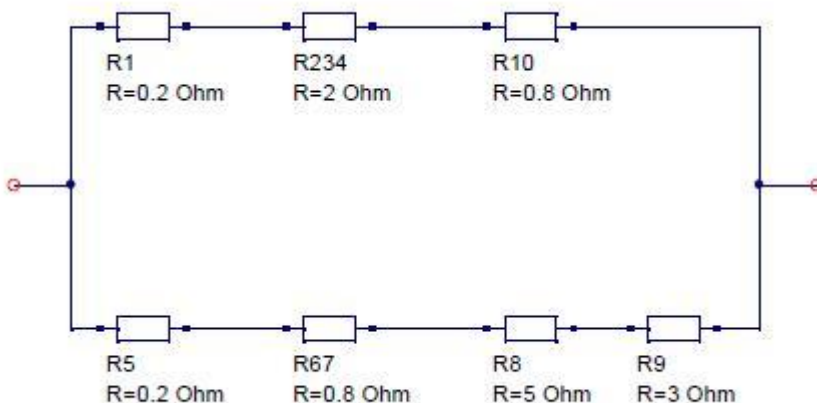 R1
R=0.2 Ohm
R234
R=2 Ohm
R10
R=0.8 Ohm
R5
R=0.2 Ohm
R67
R=0.8 Ohm
R8
R=5 Ohm
R9
R=3 Ohm